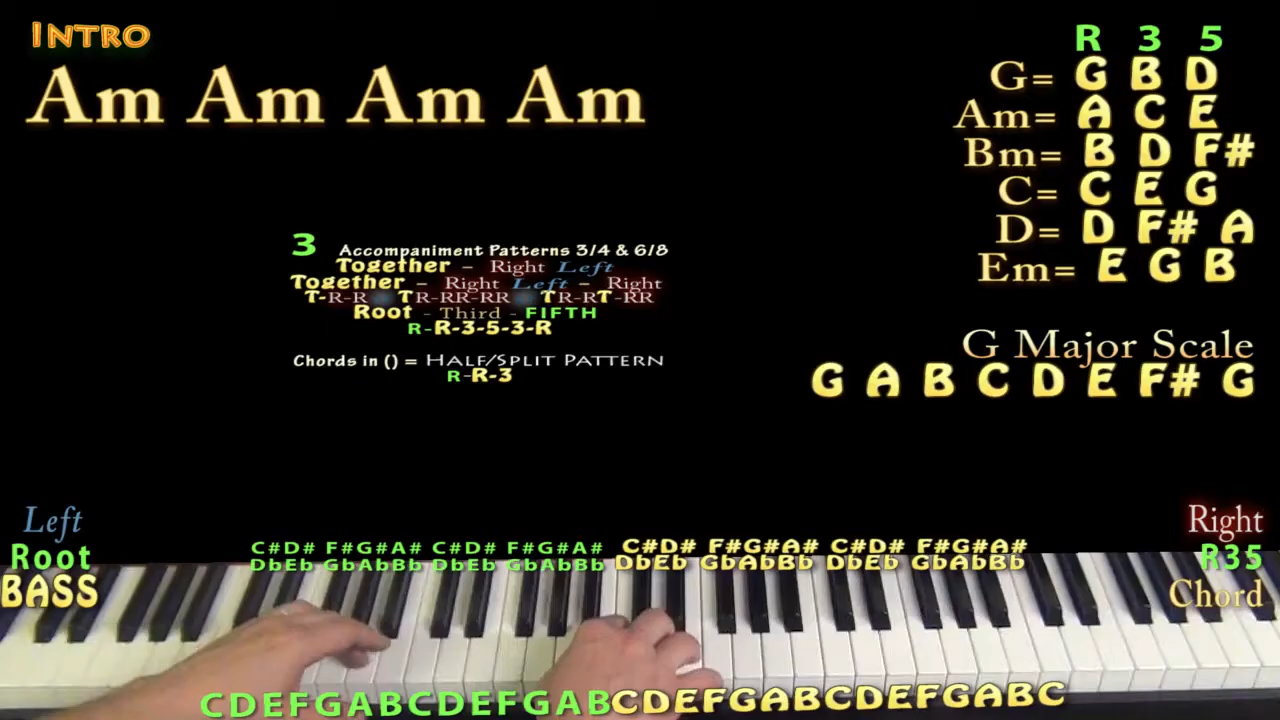 INTRO
Am Am Am Am
R 3 5
G= G B D
Am= A C E
Bm= B D F#
C= C E G
D= D F# A
Em= E G B
3 Accompaniment Patterns 3/4 & 6/8
Together - Right Left
Together - Right Left - Right
T-R-R TR-RR-RR TR-RT-RR
Root - Third - FIFTH
R-R-3-5-3-R
Chords in () = HALF/SPLIT PATTERN
R-R-3
G Major Scale
G A B C D E F# G
Left
Root
BASS
Right
R35
Chord
C#D# F#G#A# C#D# F#G#A# C#D# F#G#A# C#D# F#G#A#
DbEb GbAbBb DbEb GbAbBb DbEb GbAbBb DbEb GbAbBb
CDEFGABCDEFGABCDEFGABCDEFGABC